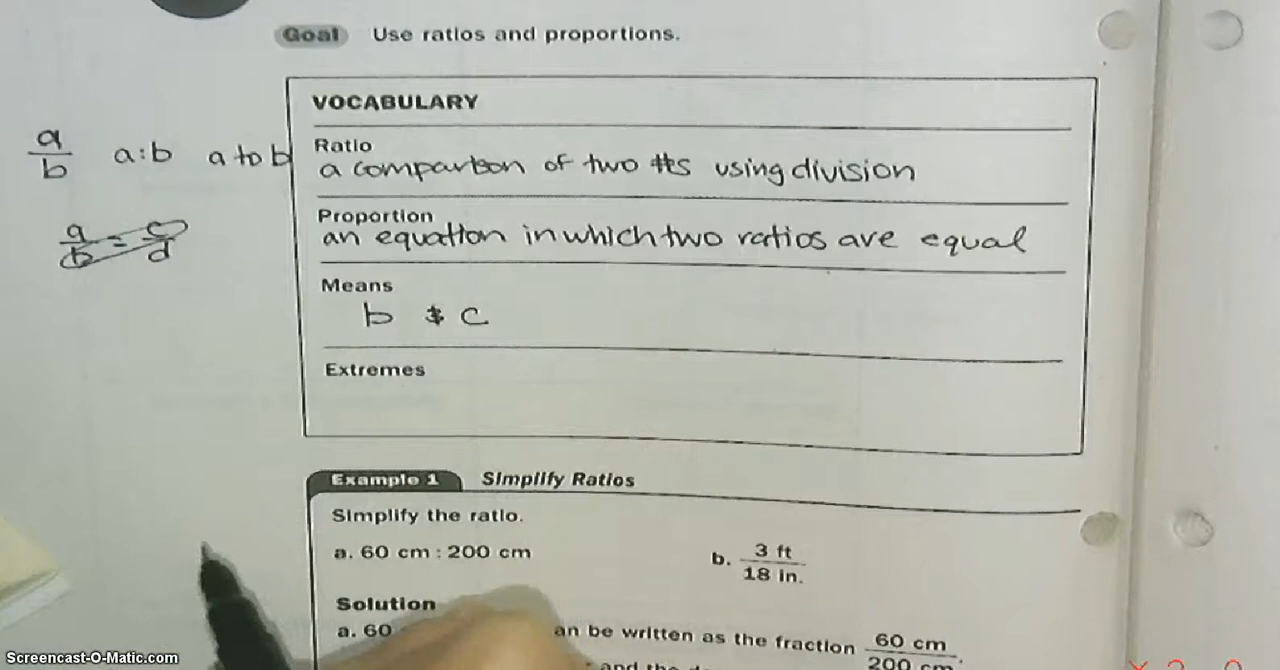 Goal Use ratios and proportions.
VOCABULARY
a/b a:b a to b
Ratio
a comparison of two #s using division
Proportion
an equation in which two ratios are equal
a/b = c/d
Means
b & c
Extremes
Example 1 Simplify Ratios
Simplify the ratio.
a. 60 cm : 200 cm
b. 3 ft
18 in.
Solution
a. 60
an be written as the fraction 60 cm
200 cm.
and the
Screencast-O-Matic.com